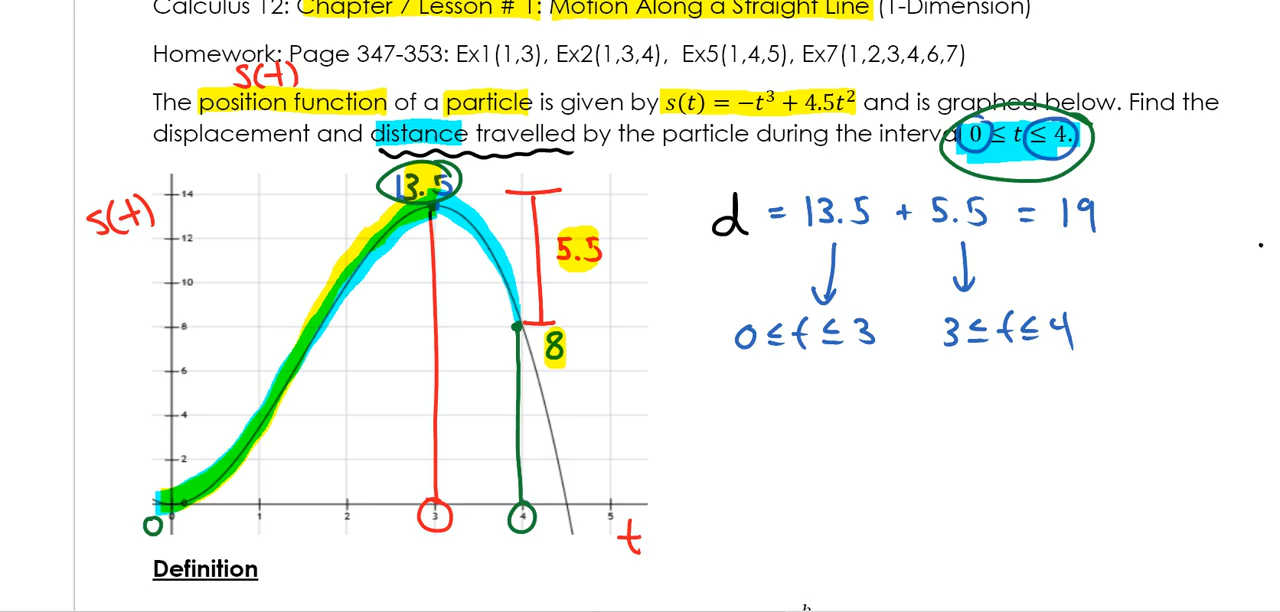 Calculus 12: Chapter 7 Lesson # 1: Motion Along a Straight Line (1-Dimension)
Homework: Page 347-353: Ex1(1,3), Ex2(1,3,4), Ex5(1,4,5), Ex7(1,2,3,4,6,7)
s(t)
The position function of a particle is given by s(t) = −t³ + 4.5t² and is graphed below. Find the
displacement and distance travelled by the particle during the interval 0 ≤ t ≤ 4.
13.5
s(t)
14
12
10
8
6
4
2
5.5
8
0
0 1 2 3 4 5
t
d = 13.5 + 5.5 = 19
0 ≤ t ≤ 3 3 ≤ t ≤ 4
Definition
b